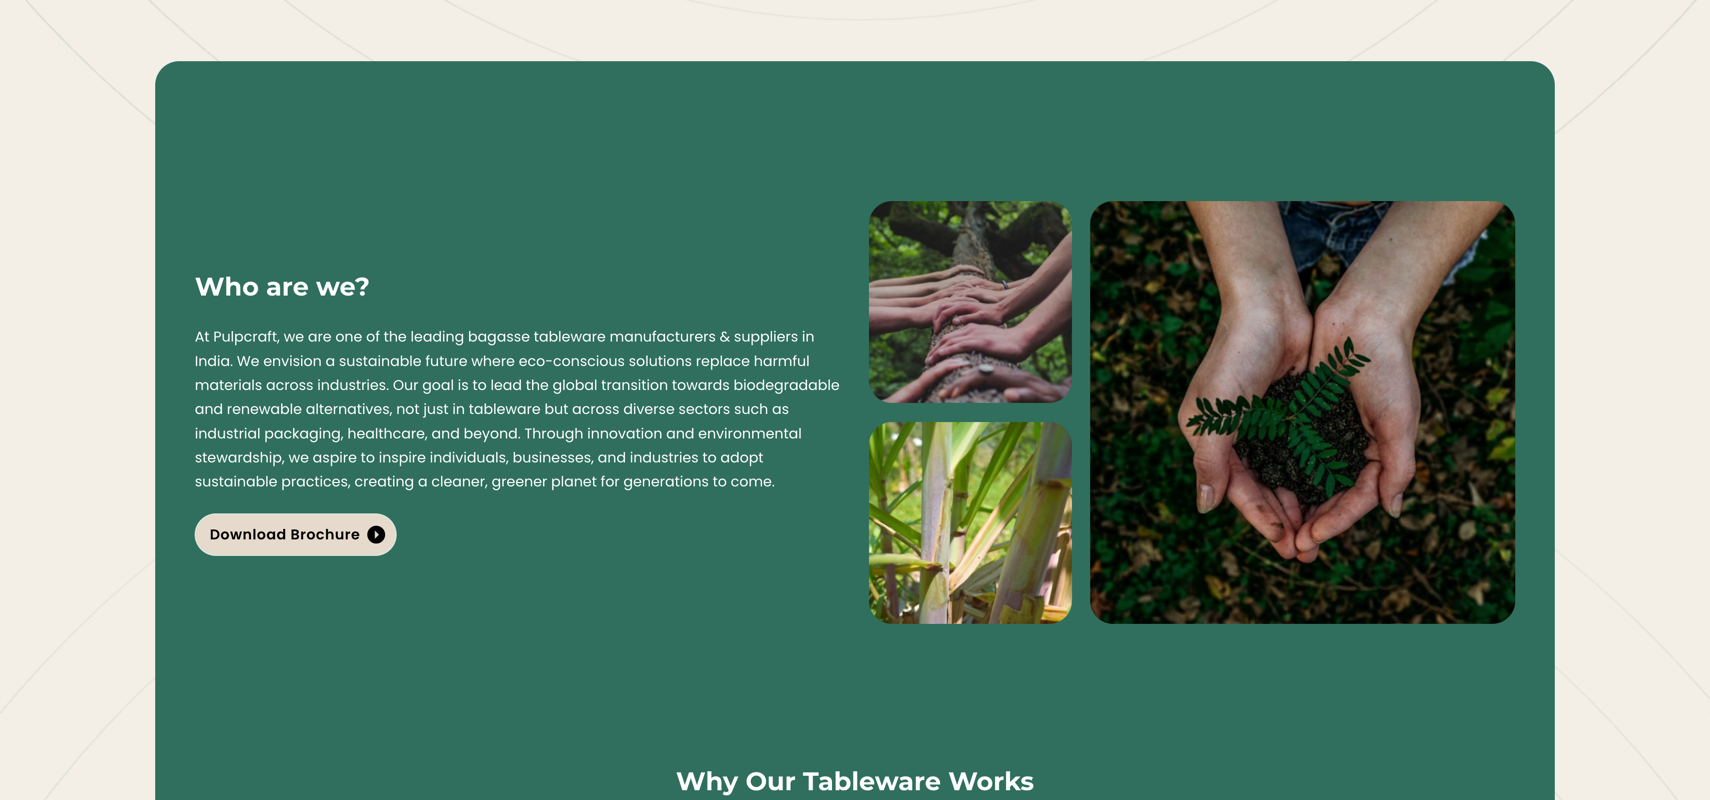 Who are we?
At Pulpcraft, we are one of the leading bagasse tableware manufacturers & suppliers in
India. We envision a sustainable future where eco-conscious solutions replace harmful
materials across industries. Our goal is to lead the global transition towards biodegradable
and renewable alternatives, not just in tableware but across diverse sectors such as
industrial packaging, healthcare, and beyond. Through innovation and environmental
stewardship, we aspire to inspire individuals, businesses, and industries to adopt
sustainable practices, creating a cleaner, greener planet for generations to come.
Download Brochure
Why Our Tableware Works